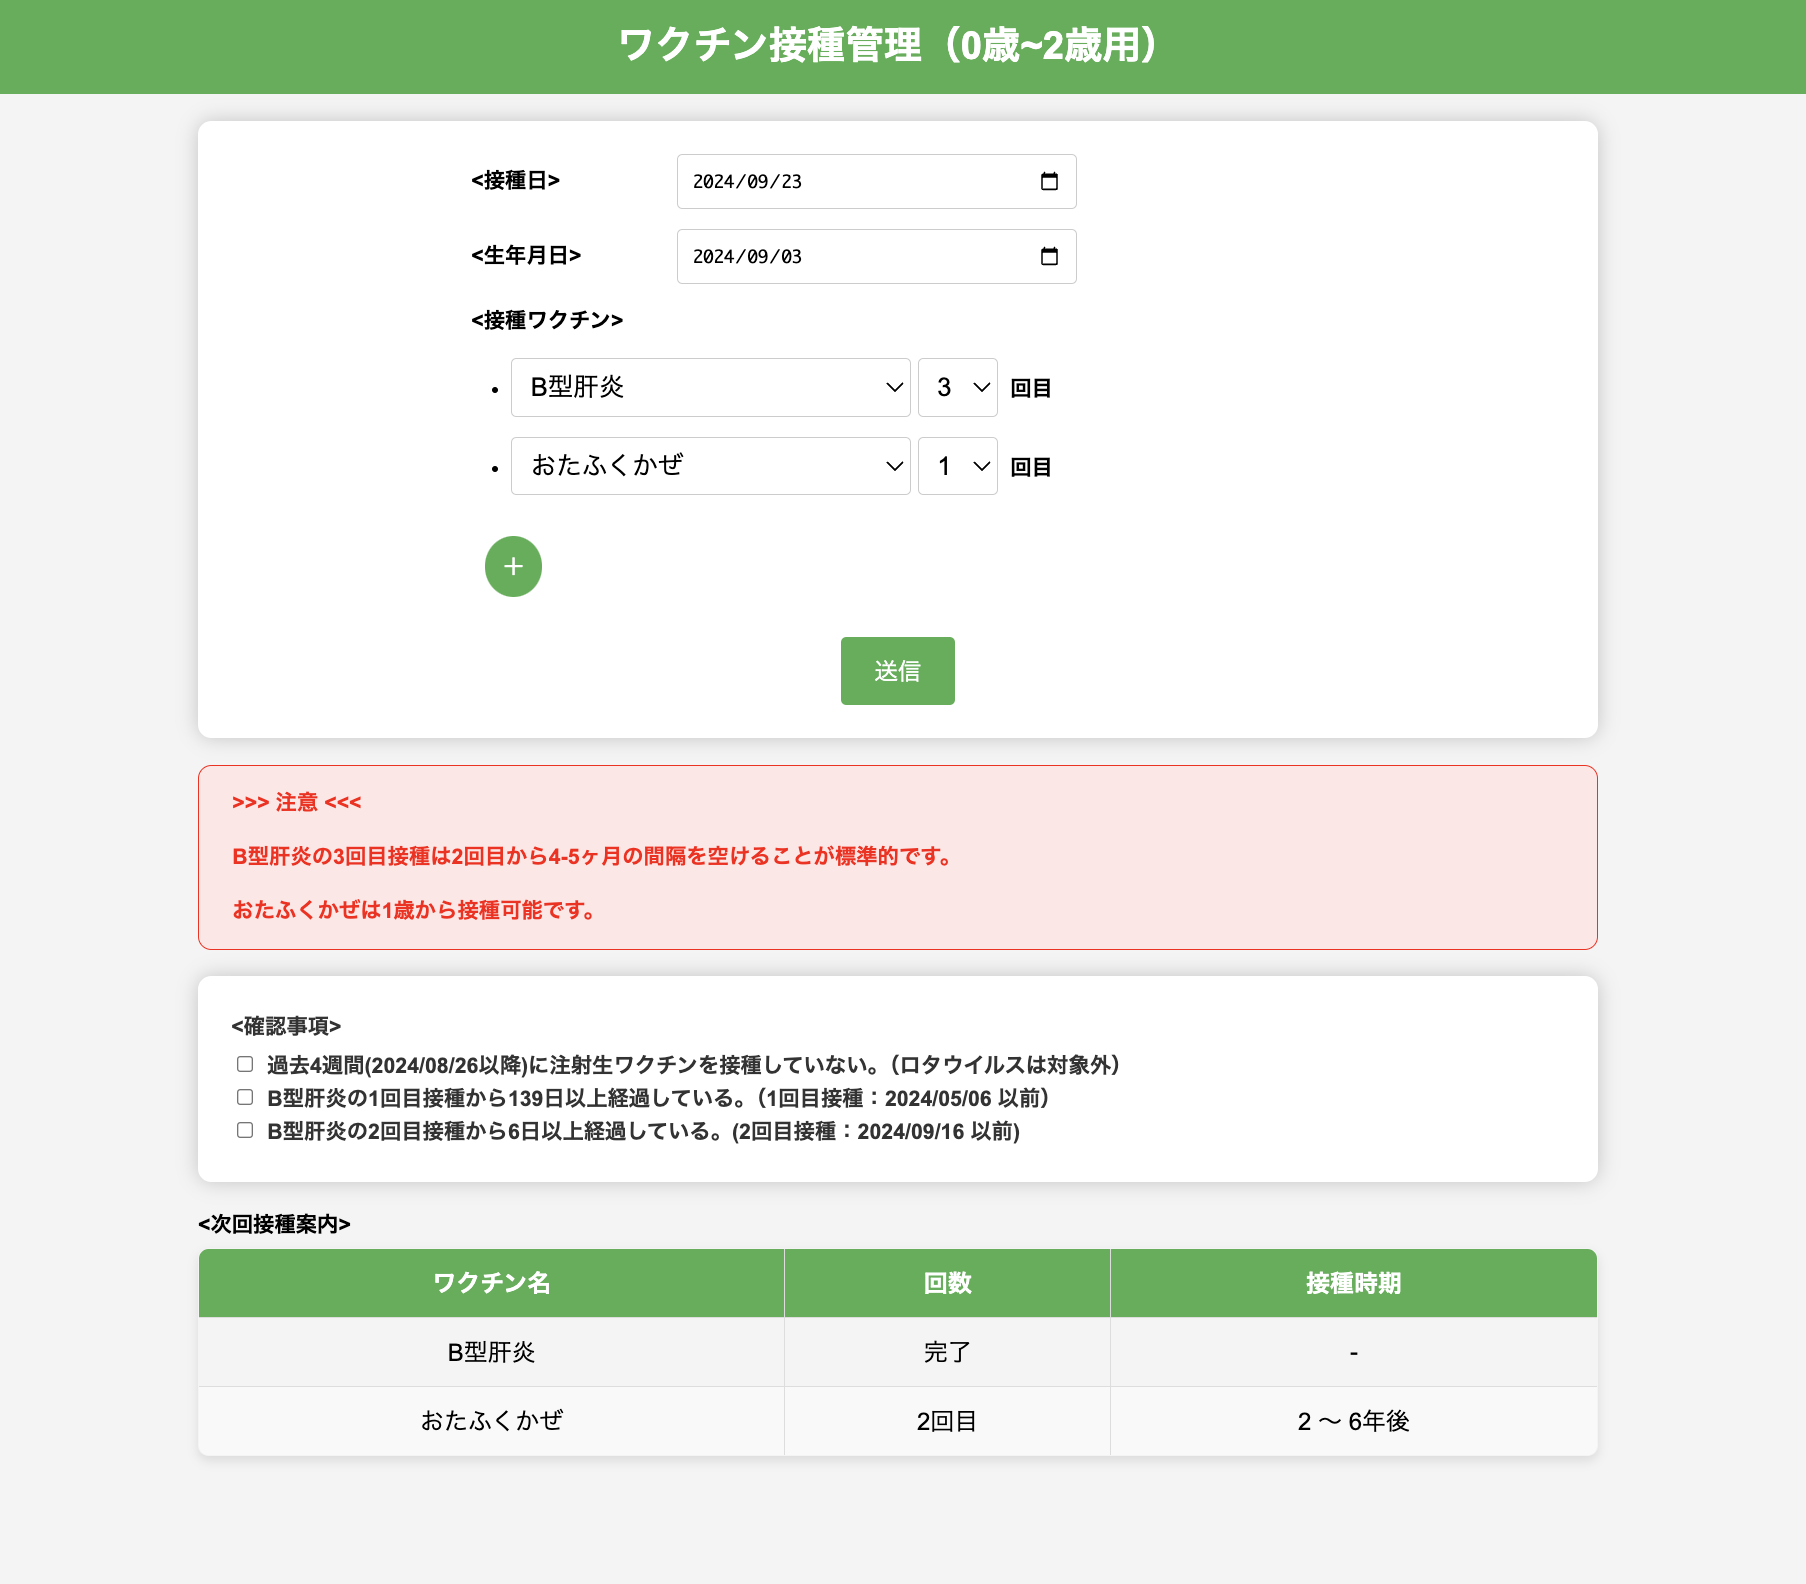 ワクチン接種管理（0歳~2歳用）
<接種日> 2024/09/23
<生年月日> 2024/09/03
<接種ワクチン>
• B型肝炎 3 回目
• おたふくかぜ 1 回目
+
送信
>>> 注意 <<<
B型肝炎の3回目接種は2回目から4-5ヶ月の間隔を空けることが標準的です。
おたふくかぜは1歳から接種可能です。
<確認事項>
過去4週間(2024/08/26以降)に注射生ワクチンを接種していない。（ロタウイルスは対象外）
B型肝炎の1回目接種から139日以上経過している。（1回目接種：2024/05/06 以前）
B型肝炎の2回目接種から6日以上経過している。(2回目接種：2024/09/16 以前)
<次回接種案内>
ワクチン名 回数 接種時期
B型肝炎 完了 -
おたふくかぜ 2回目 2 〜 6年後